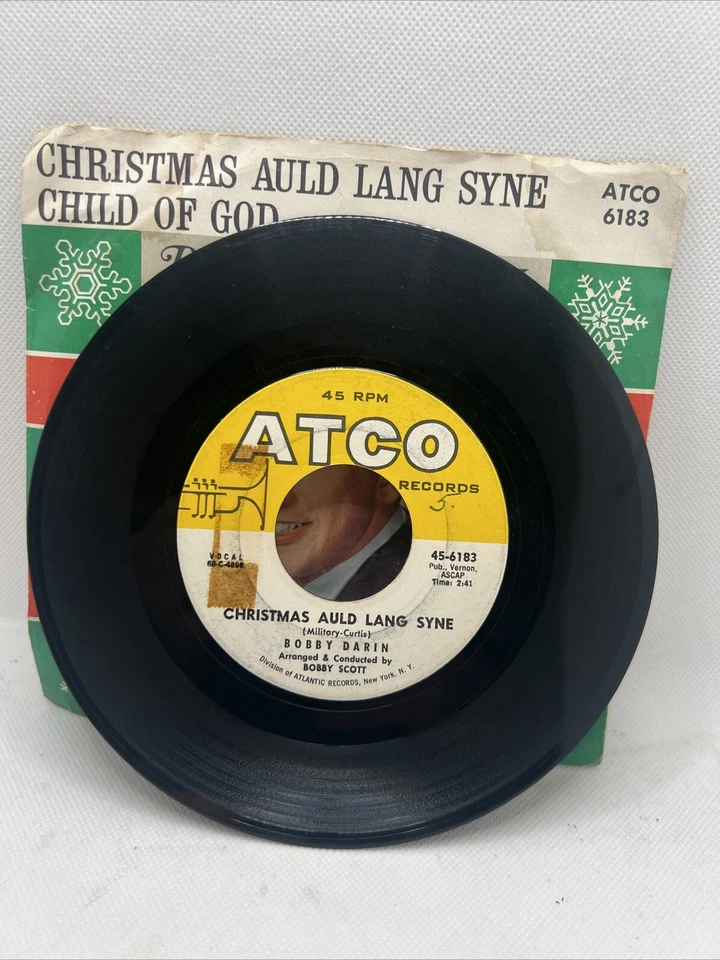 CHRISTMAS AULD LANG SYNE
CHILD OF GOD
ATCO
6183
45 RPM
ATCO
RECORDS
5.
VOCAL
45-6183
Pub., Vernon,
ASCAP
Time: 2:41
CHRISTMAS AULD LANG SYNE
(Military-Curtis)
BOBBY DARIN
Arranged & Conducted by
BOBBY SCOTT
Division of ATLANTIC RECORDS, New York, N. Y.